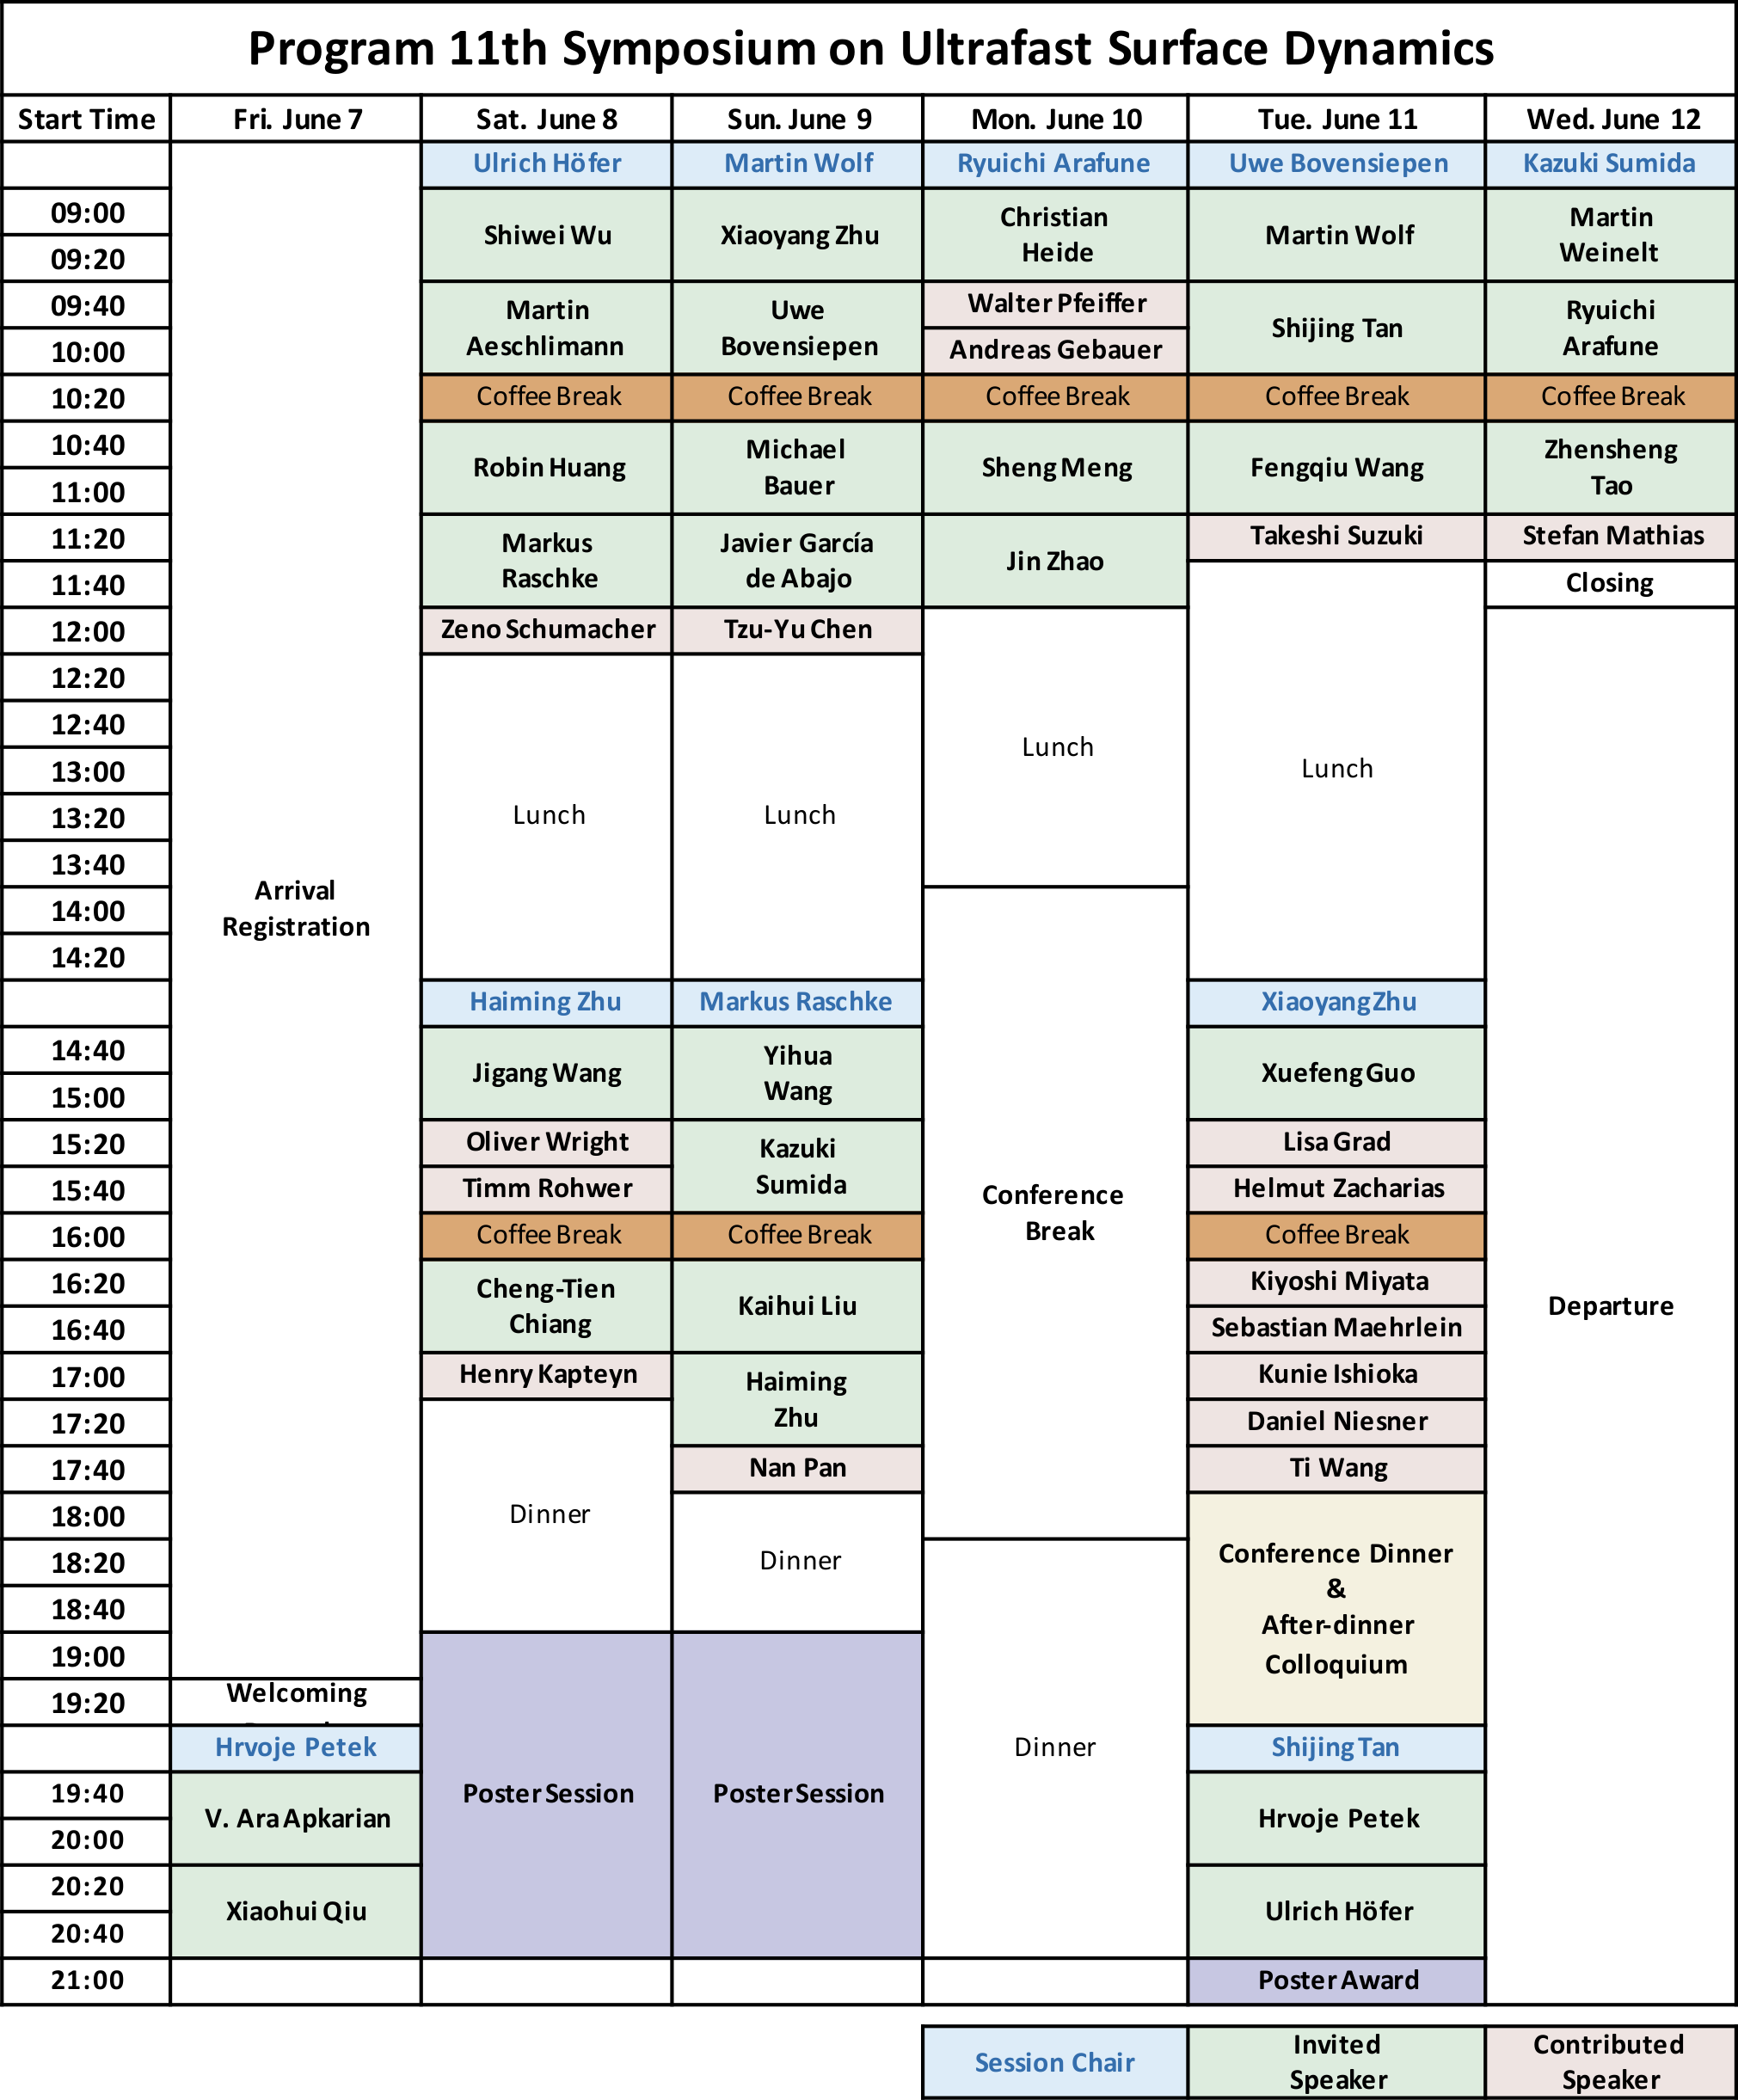 Program 11th Symposium on Ultrafast Surface Dynamics
Start Time Fri. June 7 Sat. June 8 Sun. June 9 Mon. June 10 Tue. June 11 Wed. June 12
Ulrich Höfer Martin Wolf Ryuichi Arafune Uwe Bovensiepen Kazuki Sumida
09:00
09:20
Shiwei Wu
Xiaoyang Zhu
Christian
Heide
Martin Wolf
Martin
Weinelt
09:40
10:00
Martin
Aeschlimann
Uwe
Bovensiepen
Walter Pfeiffer
Andreas Gebauer
Shijing Tan
Ryuichi
Arafune
10:20 Coffee Break Coffee Break Coffee Break Coffee Break Coffee Break
10:40
11:00
Robin Huang
Michael
Bauer
Sheng Meng
Fengqiu Wang
Zhensheng
Tao
11:20
11:40
Markus
Raschke
Javier García
de Abajo
Jin Zhao
Takeshi Suzuki
Stefan Mathias
Closing
12:00 Zeno Schumacher Tzu-Yu Chen
12:20
12:40
13:00
13:20
13:40
14:00
14:20
Arrival
Registration
Lunch
Lunch
Lunch
Lunch
Haiming Zhu Markus Raschke Xiaoyang Zhu
14:40
15:00
Jigang Wang
Yihua
Wang
Xuefeng Guo
15:20
15:40
Oliver Wright
Timm Rohwer
Kazuki
Sumida
Conference
Break
Lisa Grad
Helmut Zacharias
16:00 Coffee Break Coffee Break Coffee Break
16:20
16:40
Cheng-Tien
Chiang
Kaihui Liu
Kiyoshi Miyata
Sebastian Maehrlein
Departure
17:00
17:20
17:40
Henry Kapteyn
Haiming
Zhu
Nan Pan
Kunie Ishioka
Daniel Niesner
Ti Wang
18:00
18:20
18:40
19:00
19:20
Dinner
Dinner
Conference Dinner
&
After-dinner
Colloquium
Welcoming
Hrvoje Petek Shijing Tan
19:40
20:00
V. Ara Apkarian
Poster Session
Poster Session
Dinner
Hrvoje Petek
20:20
20:40
Xiaohui Qiu
Ulrich Höfer
21:00 Poster Award
Session Chair
Invited
Speaker
Contributed
Speaker